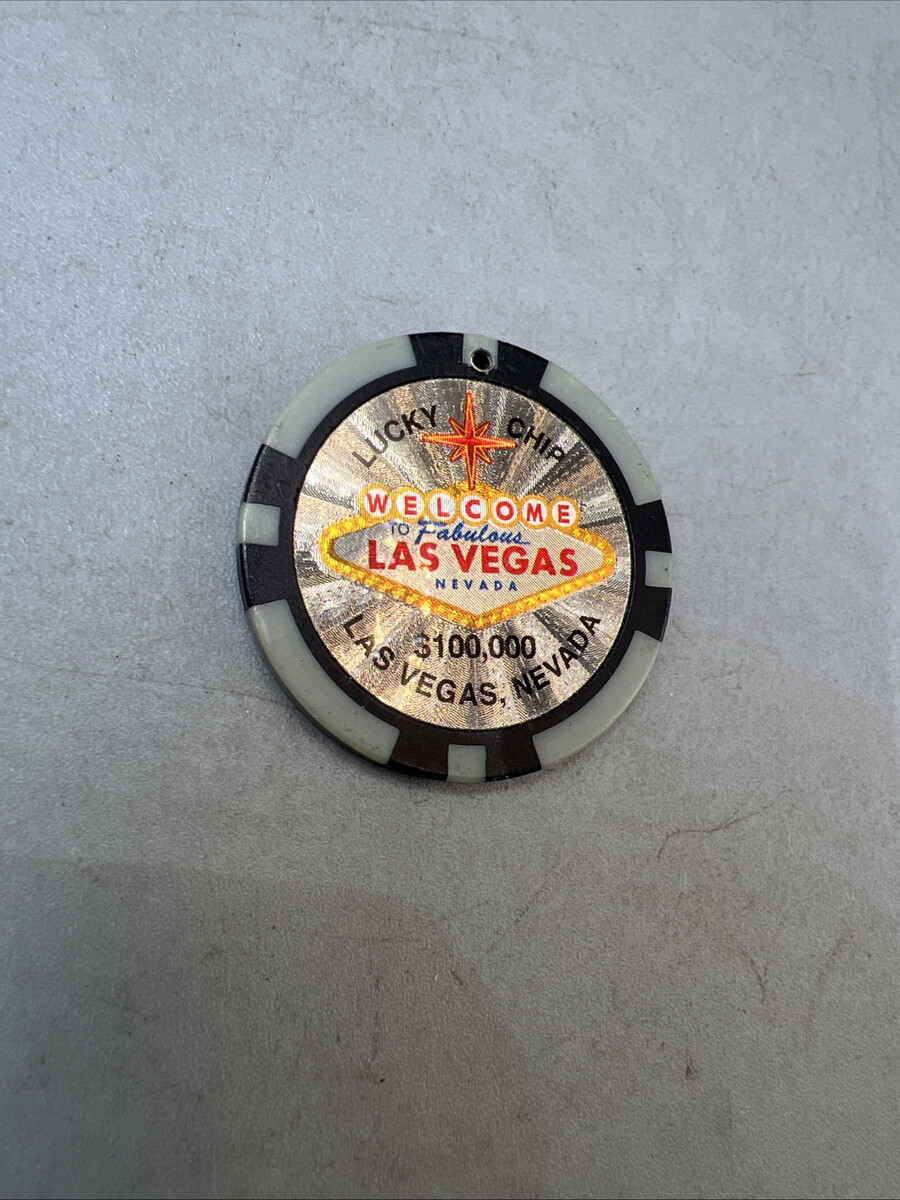 LUCKY CHIP
WELCOME
TO Fabulous
LAS VEGAS
NEVADA
$100,000
LAS VEGAS, NEVADA